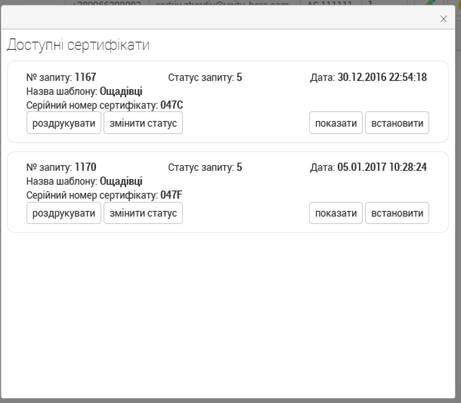 Доступні сертифікати
№ запиту: 1167 Статус запиту: 5 Дата: 30.12.2016 22:54:18
Назва шаблону: Ощадівці
Серійний номер сертифікату: 047C
роздрукувати змінити статус показати встановити
№ запиту: 1170 Статус запиту: 5 Дата: 05.01.2017 10:28:24
Назва шаблону: Ощадівці
Серійний номер сертифікату: 047F
роздрукувати змінити статус показати встановити